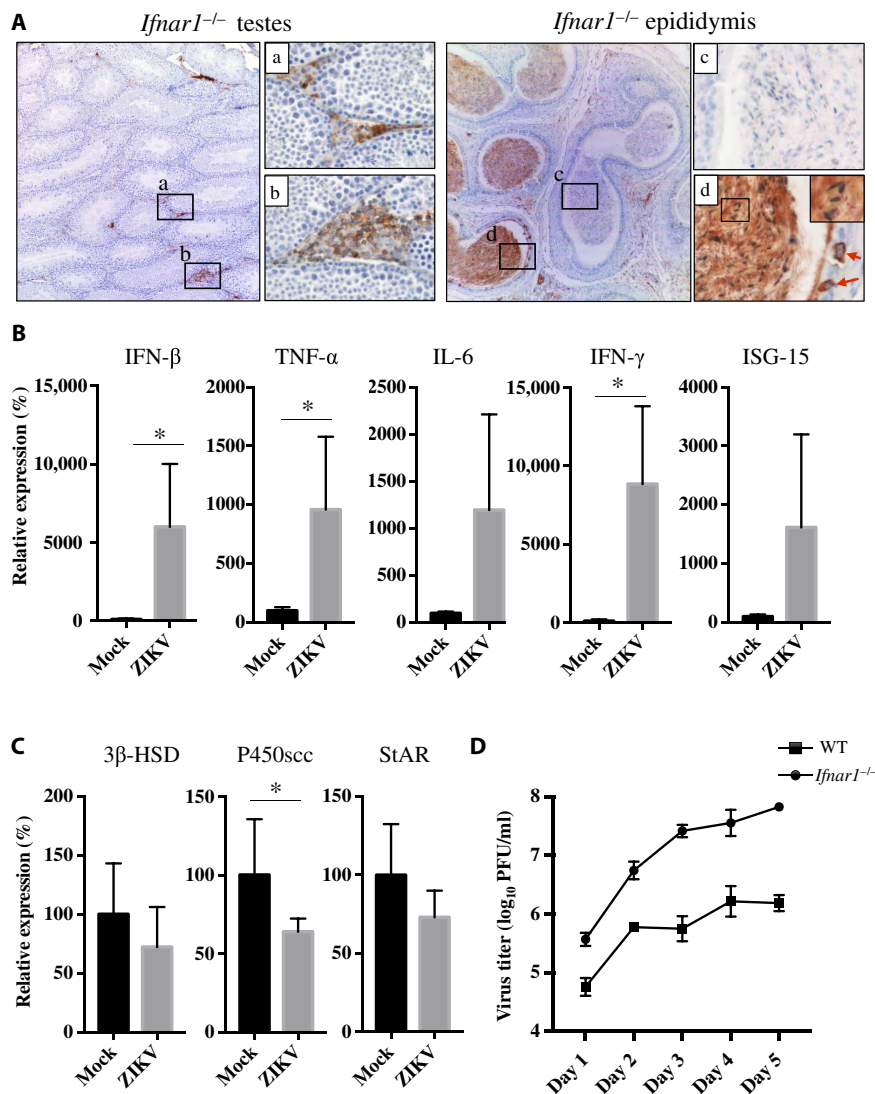 A
Ifnar1–/– testes
Ifnar1–/– epididymis
a
b
a
b
c
d
c
d
B
Relative expression (%)
IFN-β
15,000
10,000
5000
0
Mock
ZIKV
*
TNF-α
2000
1500
1000
500
0
Mock
ZIKV
*
IL-6
2500
2000
1500
1000
500
0
Mock
ZIKV
IFN-γ
15,000
10,000
5000
0
Mock
ZIKV
*
ISG-15
4000
3000
2000
1000
0
Mock
ZIKV
C
Relative expression (%)
3β-HSD
200
150
100
50
0
Mock
ZIKV
P450scc
150
100
50
0
Mock
ZIKV
*
StAR
150
100
50
0
Mock
ZIKV
D
WT
Ifnar1–/–
Virus titer (log10 PFU/ml)
8
7
6
5
4
Day 1
Day 2
Day 3
Day 4
Day 5